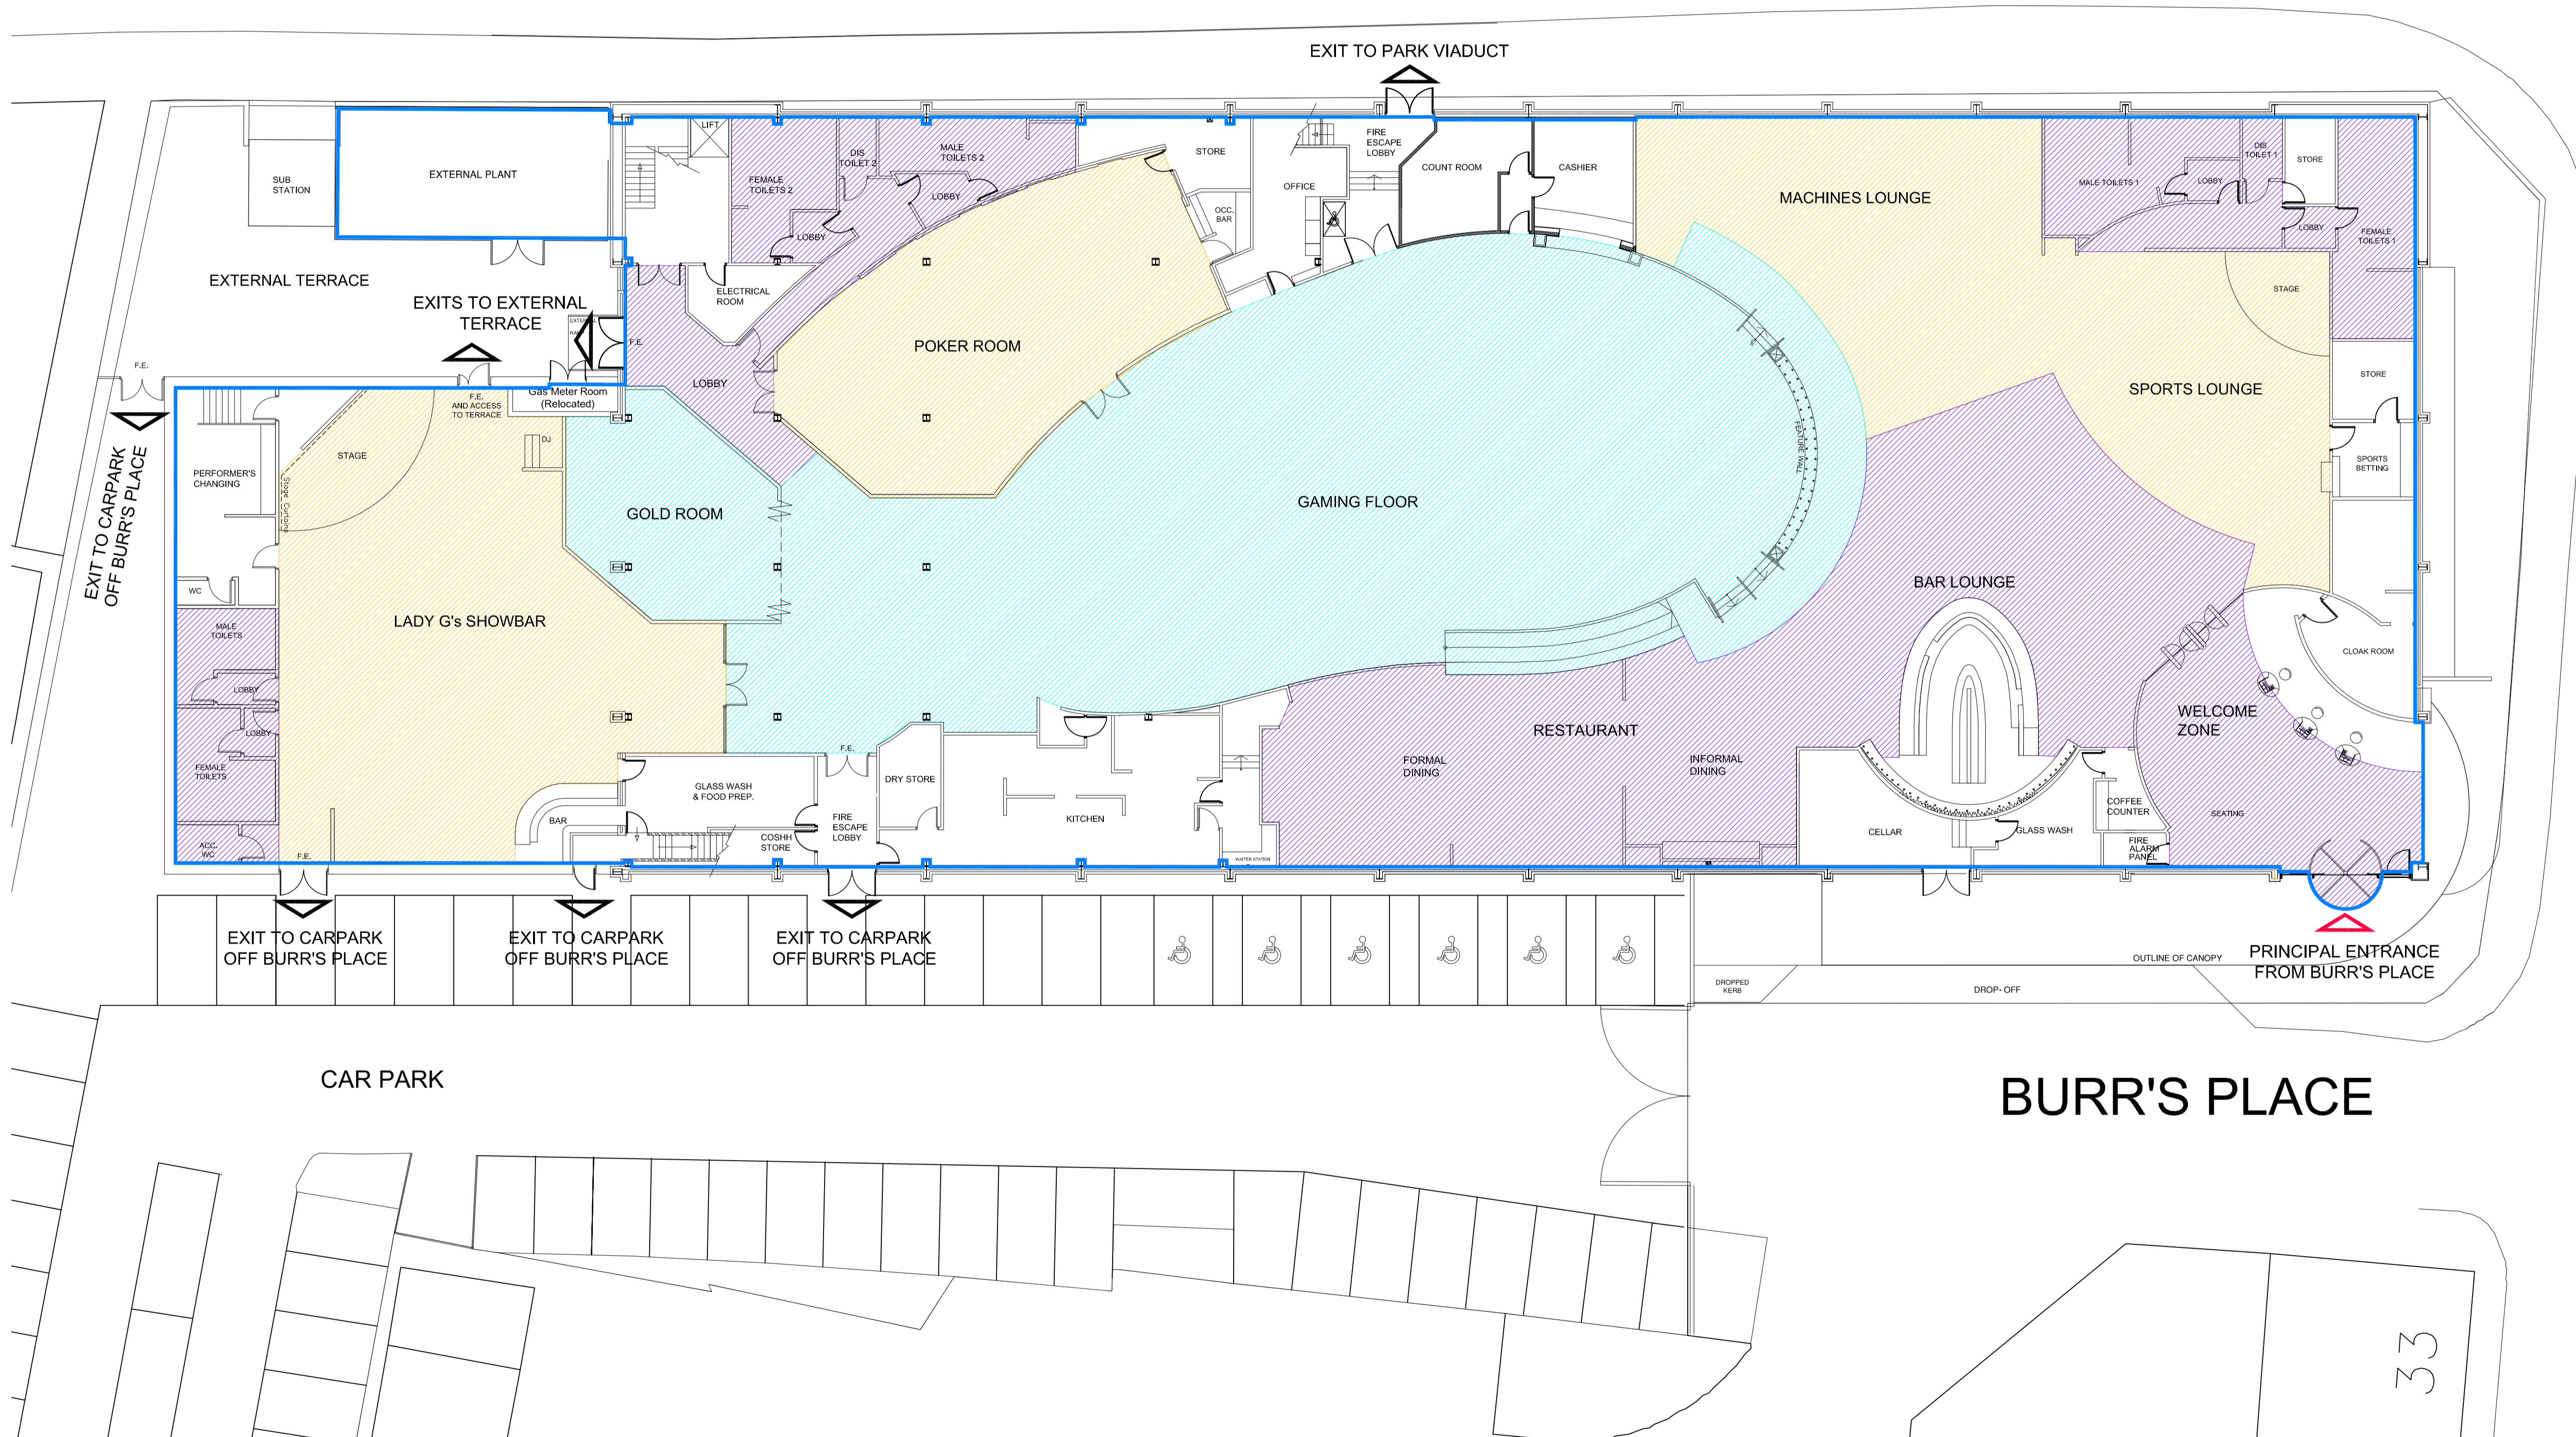 EXIT TO PARK VIADUCT
LIFT
FIRE
ESCAPE
LOBBY
STORE
DIS
TOILET 2
MALE
TOILETS 2
COUNT ROOM
CASHIER
DIS
TOILET 1
STORE
EXTERNAL PLANT
SUB
STATION
FEMALE
TOILETS 2
OFFICE
MACHINES LOUNGE
MALE TOILETS 1
LOBBY
LOBBY
OCC.
BAR
LOBBY
LOBBY
FEMALE
TOILETS 1
EXTERNAL TERRACE
EXITS TO EXTERNAL
TERRACE
ELECTRICAL
ROOM
STAGE
EXTERNAL
RAMP
F.E.
POKER ROOM
F.E.
LOBBY
STORE
SPORTS LOUNGE
Gas Meter Room
(Relocated)
F.E.
AND ACCESS
TO TERRACE
DJ
STAGE
FEATURE WALL
EXIT TO CARPARK
OFF BURR'S PLACE
PERFORMER'S
CHANGING
Stage Curtains
SPORTS
BETTING
GAMING FLOOR
GOLD ROOM
BAR LOUNGE
WC
LADY G's SHOWBAR
MALE
TOILETS
CLOAK ROOM
LOBBY
WELCOME
ZONE
RESTAURANT
LOBBY
F.E.
FORMAL
DINING
INFORMAL
DINING
FEMALE
TOILETS
DRY STORE
GLASS WASH
& FOOD PREP.
COFFEE
COUNTER
SEATING
BAR
FIRE
ESCAPE
LOBBY
KITCHEN
COSHH
STORE
CELLAR
GLASS WASH
FIRE
ALARM
PANEL
ACC.
WC
F.E.
WAITER STATION
EXIT TO CARPARK
OFF BURR'S PLACE
EXIT TO CARPARK
OFF BURR'S PLACE
EXIT TO CARPARK
OFF BURR'S PLACE
PRINCIPAL ENTRANCE
FROM BURR'S PLACE
OUTLINE OF CANOPY
DROPPED
KERB
DROP- OFF
CAR PARK
BURR'S PLACE
33